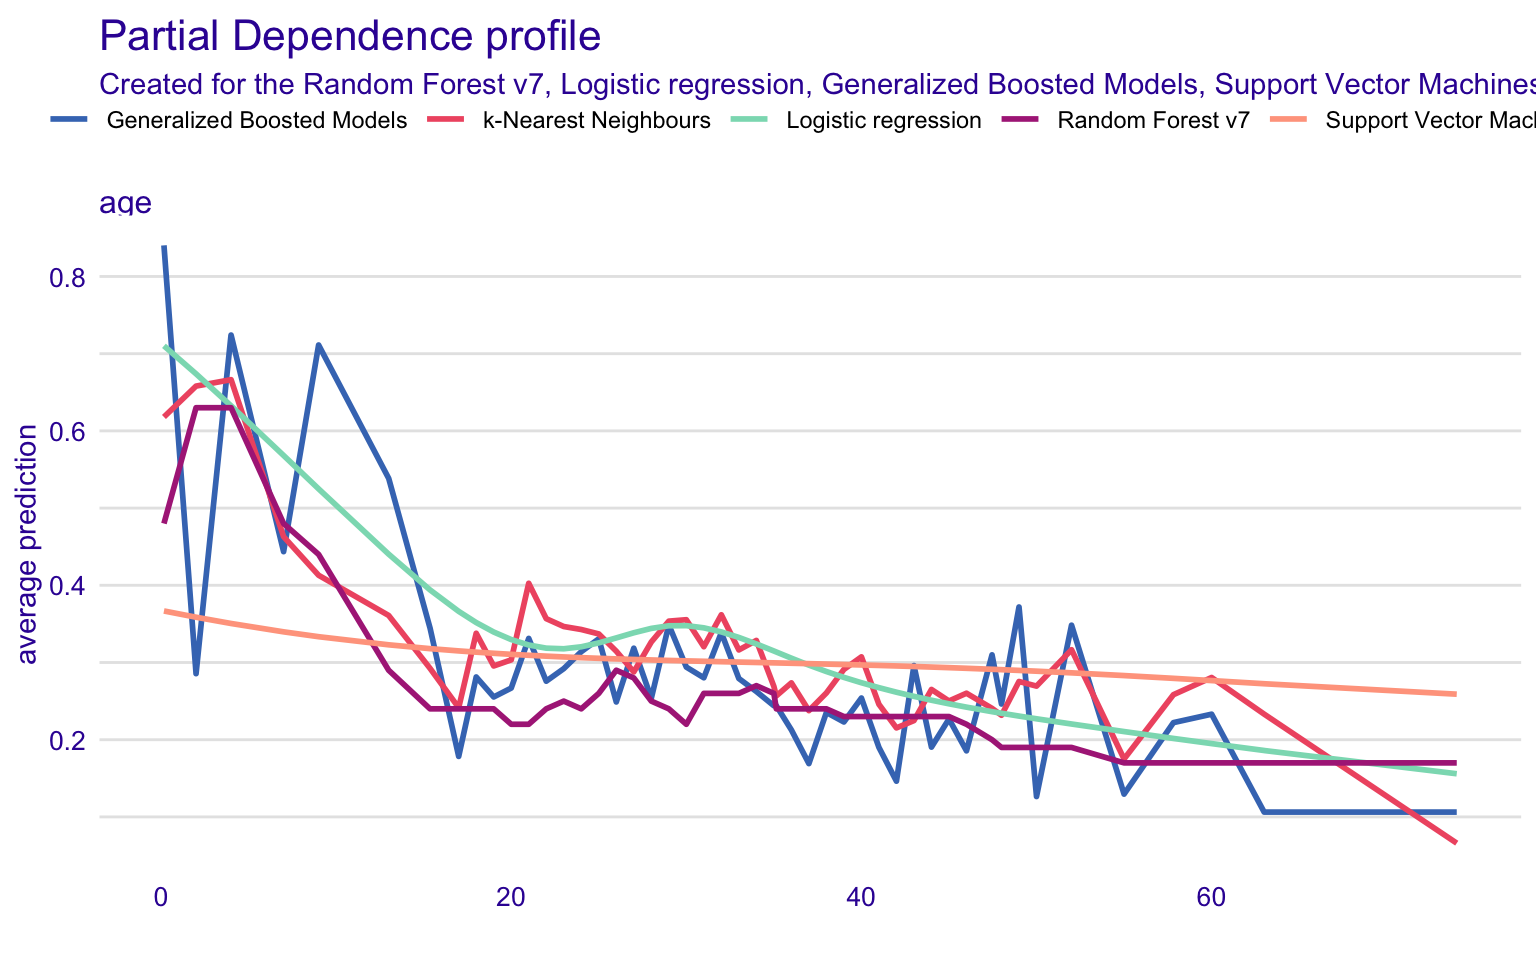 Partial Dependence profile
Created for the Random Forest v7, Logistic regression, Generalized Boosted Models, Support Vector Machines
Generalized Boosted Models k-Nearest Neighbours Logistic regression Random Forest v7 Support Vector
age
average prediction
0.8
0.6
0.4
0.2
0 20 40 60